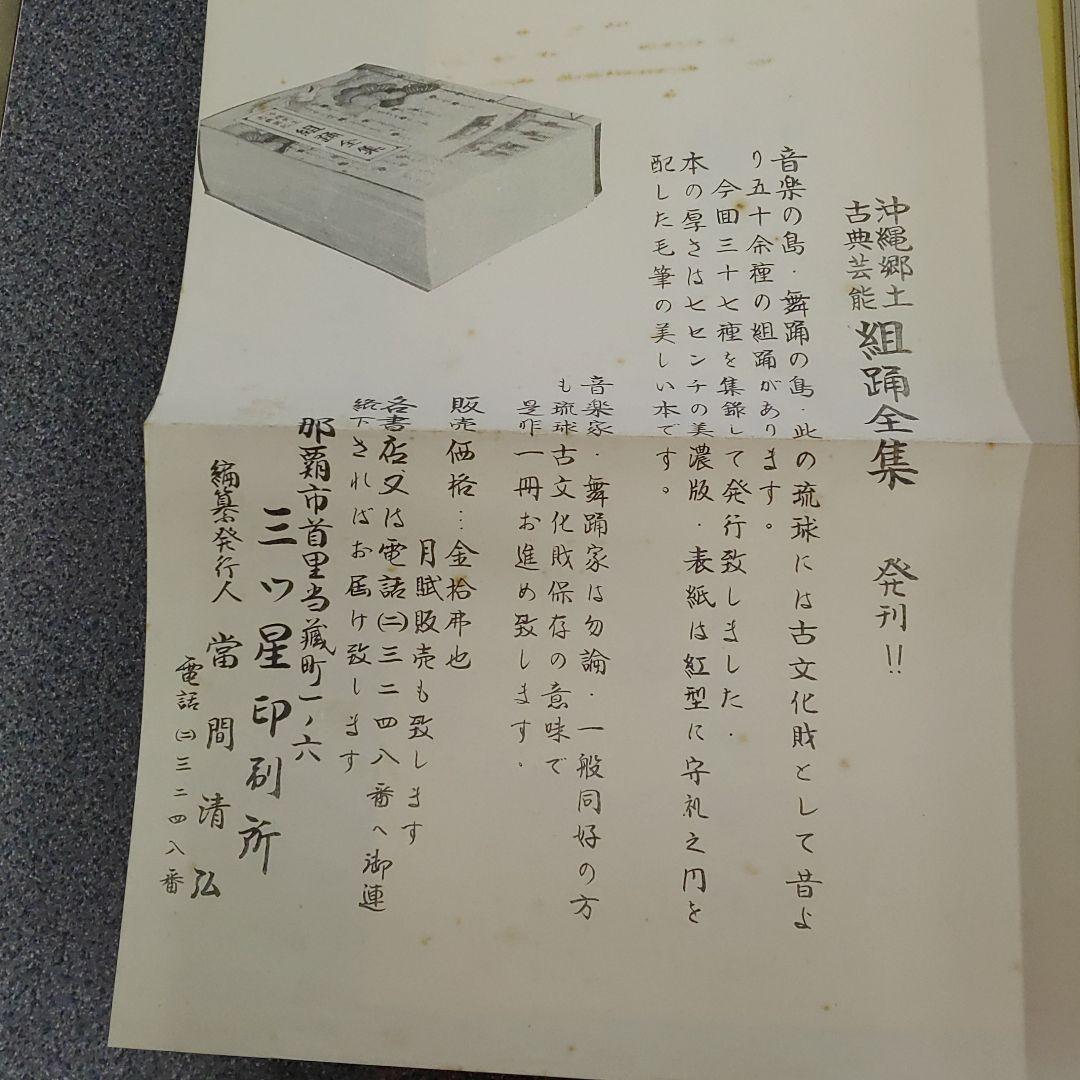 沖縄郷土
古典芸能
組踊全集 発刊!!
音楽の島・舞踊の島・此の琉球には古文化財として昔よ
り五十余種の組踊があります。
今回三十七種を集録して発行致しました・
本の厚さは七センチの美濃版・表紙は紅型に守礼之門を
配した毛筆の美しい本です。
音楽家・舞踊家は勿論・一般同好の方
も琉球古文化財保存の意味で
是非一冊お進め致します・
販売価格…金拾弗也
月賦販売も致します
各書店又は電話(二)三二四八番へ御連
絡下さればお届け致します
那覇市首里当蔵町一ノ六
三ツ星印刷所
編纂発行人 當間清弘
電話(二)三二四八番
組踊全集